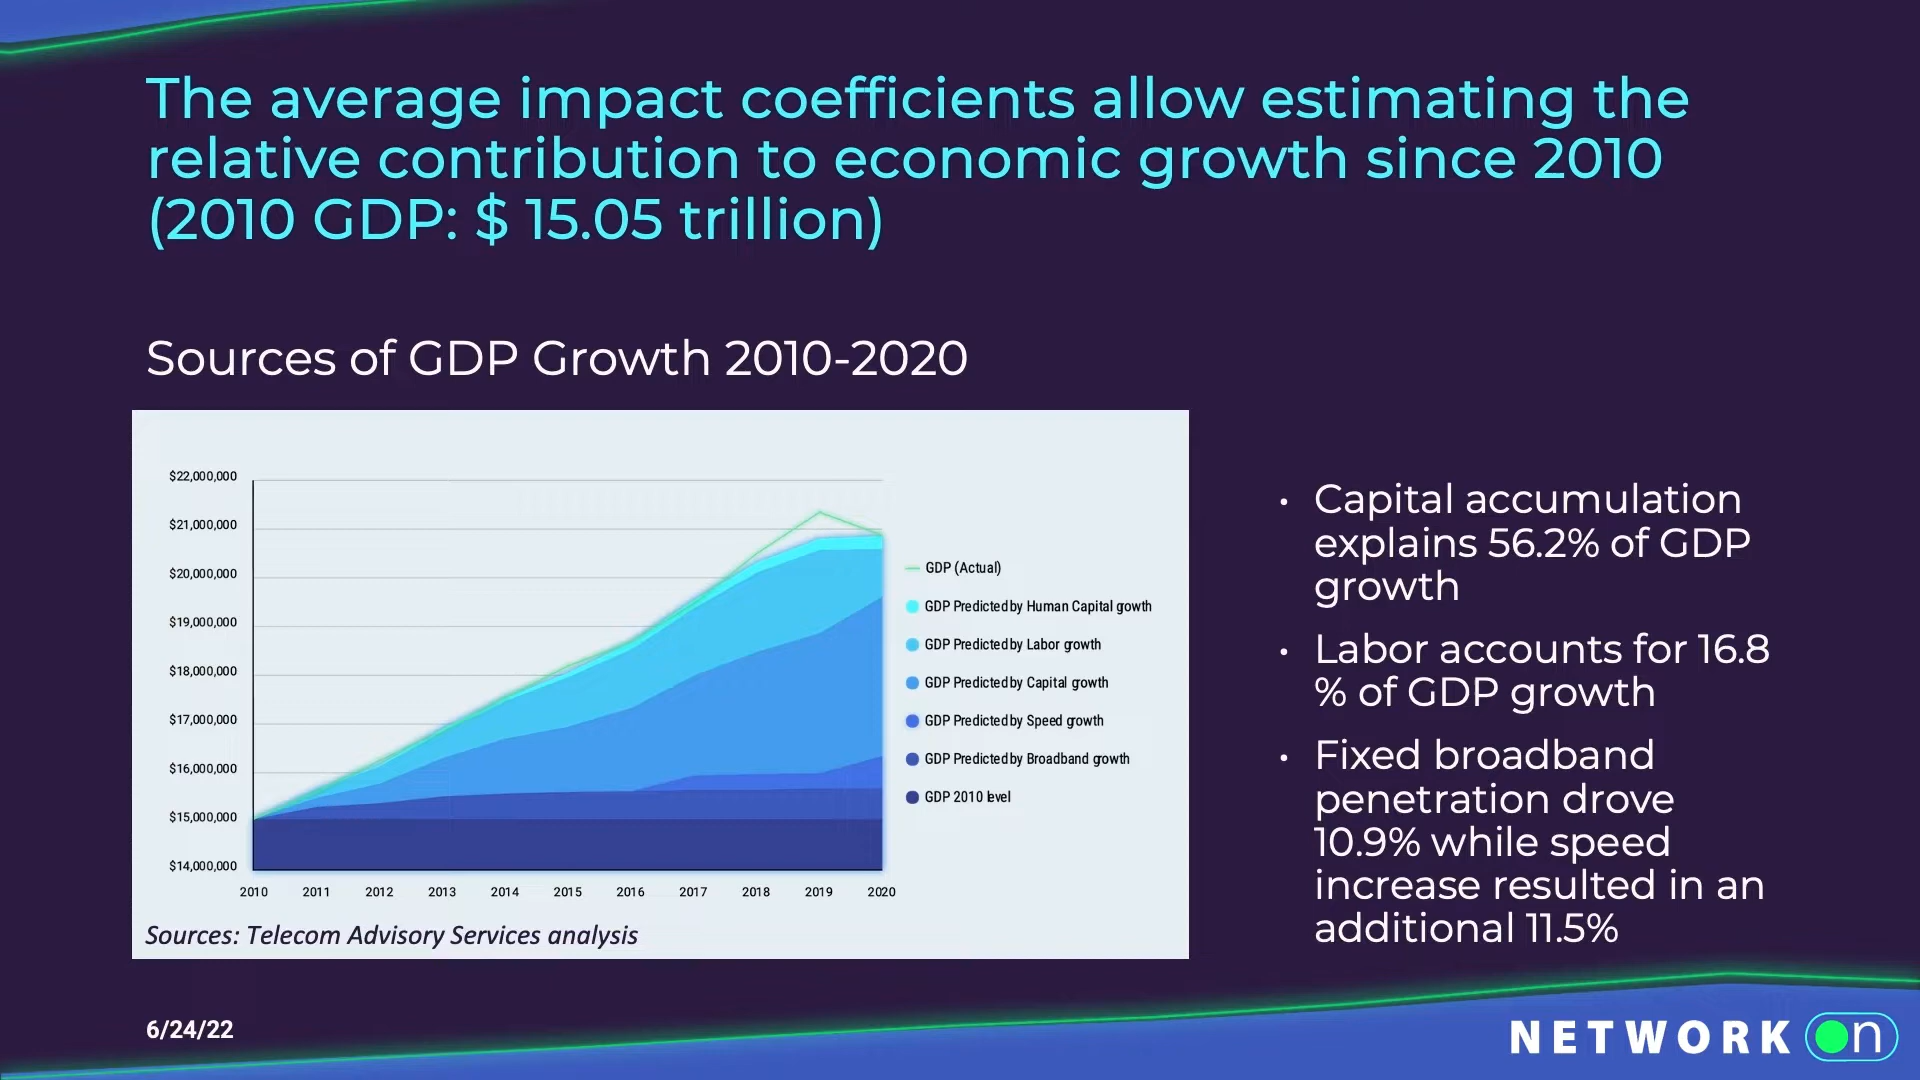 The average impact coefficients allow estimating the
relative contribution to economic growth since 2010
(2010 GDP: $ 15.05 trillion)
Sources of GDP Growth 2010-2020
$22,000,000
$21,000,000
$20,000,000
$19,000,000
$18,000,000
$17,000,000
$16,000,000
$15,000,000
$14,000,000
2010 2011 2012 2013 2014 2015 2016 2017 2018 2019 2020
GDP (Actual)
GDP Predicted by Human Capital growth
GDP Predicted by Labor growth
GDP Predicted by Capital growth
GDP Predicted by Speed growth
GDP Predicted by Broadband growth
GDP 2010 level
Sources: Telecom Advisory Services analysis
• Capital accumulation
explains 56.2% of GDP
growth
• Labor accounts for 16.8
% of GDP growth
• Fixed broadband
penetration drove
10.9% while speed
increase resulted in an
additional 11.5%
6/24/22
NETWORK On